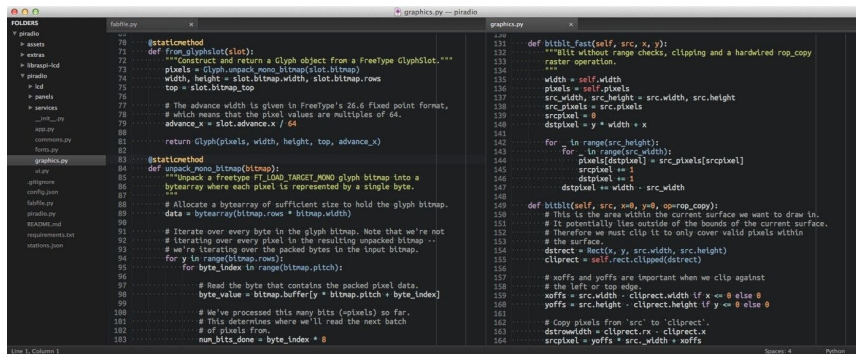 graphics.py — piradio
FOLDERS
▼ piradio
▶ assets
▶ extras
▶ libraspi-lcd
▼ piradio
▶ lcd
▶ panels
▶ services
__init__.py
app.py
commons.py
fonts.py
graphics.py
ui.py
.gitignore
config.json
fabfile.py
piradio.py
README.md
requirements.txt
stations.json
fabfile.py ×
69
70 @staticmethod
71 def from_glyphslot(slot):
72 """Construct and return a Glyph object from a FreeType GlyphSlot."""
73 pixels = Glyph.unpack_mono_bitmap(slot.bitmap)
74 width, height = slot.bitmap.width, slot.bitmap.rows
75 top = slot.bitmap_top
76
77 # The advance width is given in FreeType's 26.6 fixed point format,
78 # which means that the pixel values are multiples of 64.
79 advance_x = slot.advance.x / 64
80
81 return Glyph(pixels, width, height, top, advance_x)
82
83 @staticmethod
84 def unpack_mono_bitmap(bitmap):
85 """Unpack a freetype FT_LOAD_TARGET_MONO glyph bitmap into a
86 bytearray where each pixel is represented by a single byte.
87 """
88 # Allocate a bytearray of sufficient size to hold the glyph bitmap.
89 data = bytearray(bitmap.rows * bitmap.width)
90
91 # Iterate over every byte in the glyph bitmap. Note that we're not
92 # iterating over every pixel in the resulting unpacked bitmap --
93 # we're iterating over the packed bytes in the input bitmap.
94 for y in range(bitmap.rows):
95 for byte_index in range(bitmap.pitch):
96
97 # Read the byte that contains the packed pixel data.
98 byte_value = bitmap.buffer[y * bitmap.pitch + byte_index]
99
100 # We've processed this many bits (=pixels) so far.
101 # This determines where we'll read the next batch
102 # of pixels from.
103 num_bits_done = byte_index * 8
graphics.py ×
130
131 def bitblt_fast(self, src, x, y):
132 """Blit without range checks, clipping and a hardwired rop_copy
133 raster operation.
134 """
135 width = self.width
136 pixels = self.pixels
137 src_width, src_height = src.width, src.height
138 src_pixels = src.pixels
139 srcpixel = 0
140 dstpixel = y * width + x
141
142 for _ in range(src_height):
143 for _ in range(src_width):
144 pixels[dstpixel] = src_pixels[srcpixel]
145 srcpixel += 1
146 dstpixel += 1
147 dstpixel += width - src_width
148
149 def bitblt(self, src, x=0, y=0, op=rop_copy):
150 # This is the area within the current surface we want to draw in.
151 # It potentially lies outside of the bounds of the current surface.
152 # Therefore we must clip it to only cover valid pixels within
153 # the surface.
154 dstrect = Rect(x, y, src.width, src.height)
155 cliprect = self.rect.clipped(dstrect)
156
157 # xoffs and yoffs are important when we clip against
158 # the left or top edge.
159 xoffs = src.width - cliprect.width if x <= 0 else 0
160 yoffs = src.height - cliprect.height if y <= 0 else 0
161
162 # Copy pixels from `src` to `cliprect`.
163 dstrowwidth = cliprect.rx - cliprect.x
164 srcpixel = yoffs * src._width + xoffs
Line 1, Column 1
Spaces: 4
Python